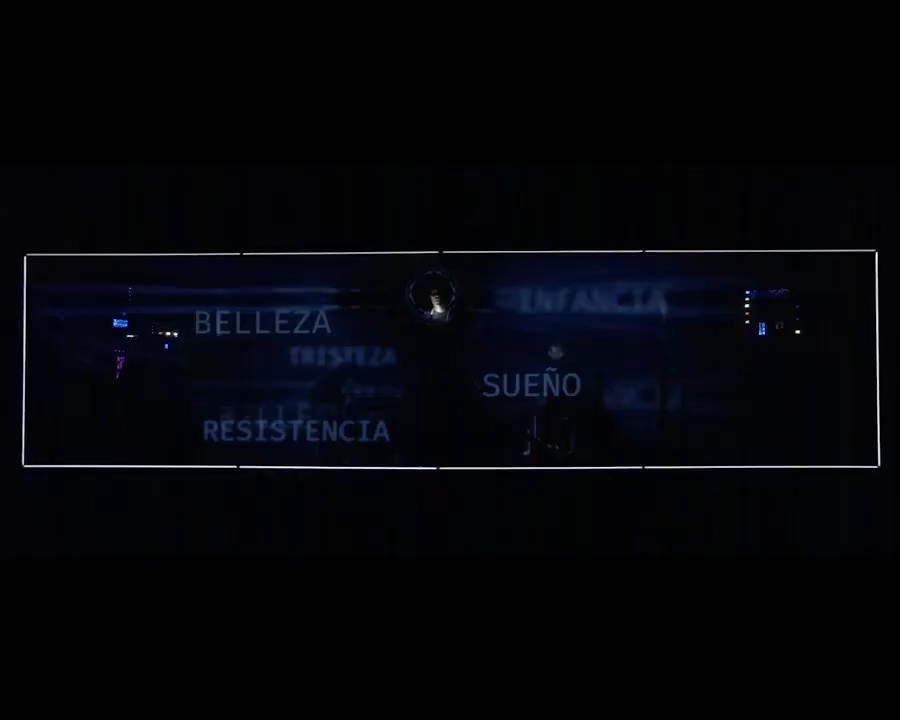 INFANCIA
BELLEZA
TRISTEZA
SUEÑO
RESISTENCIA